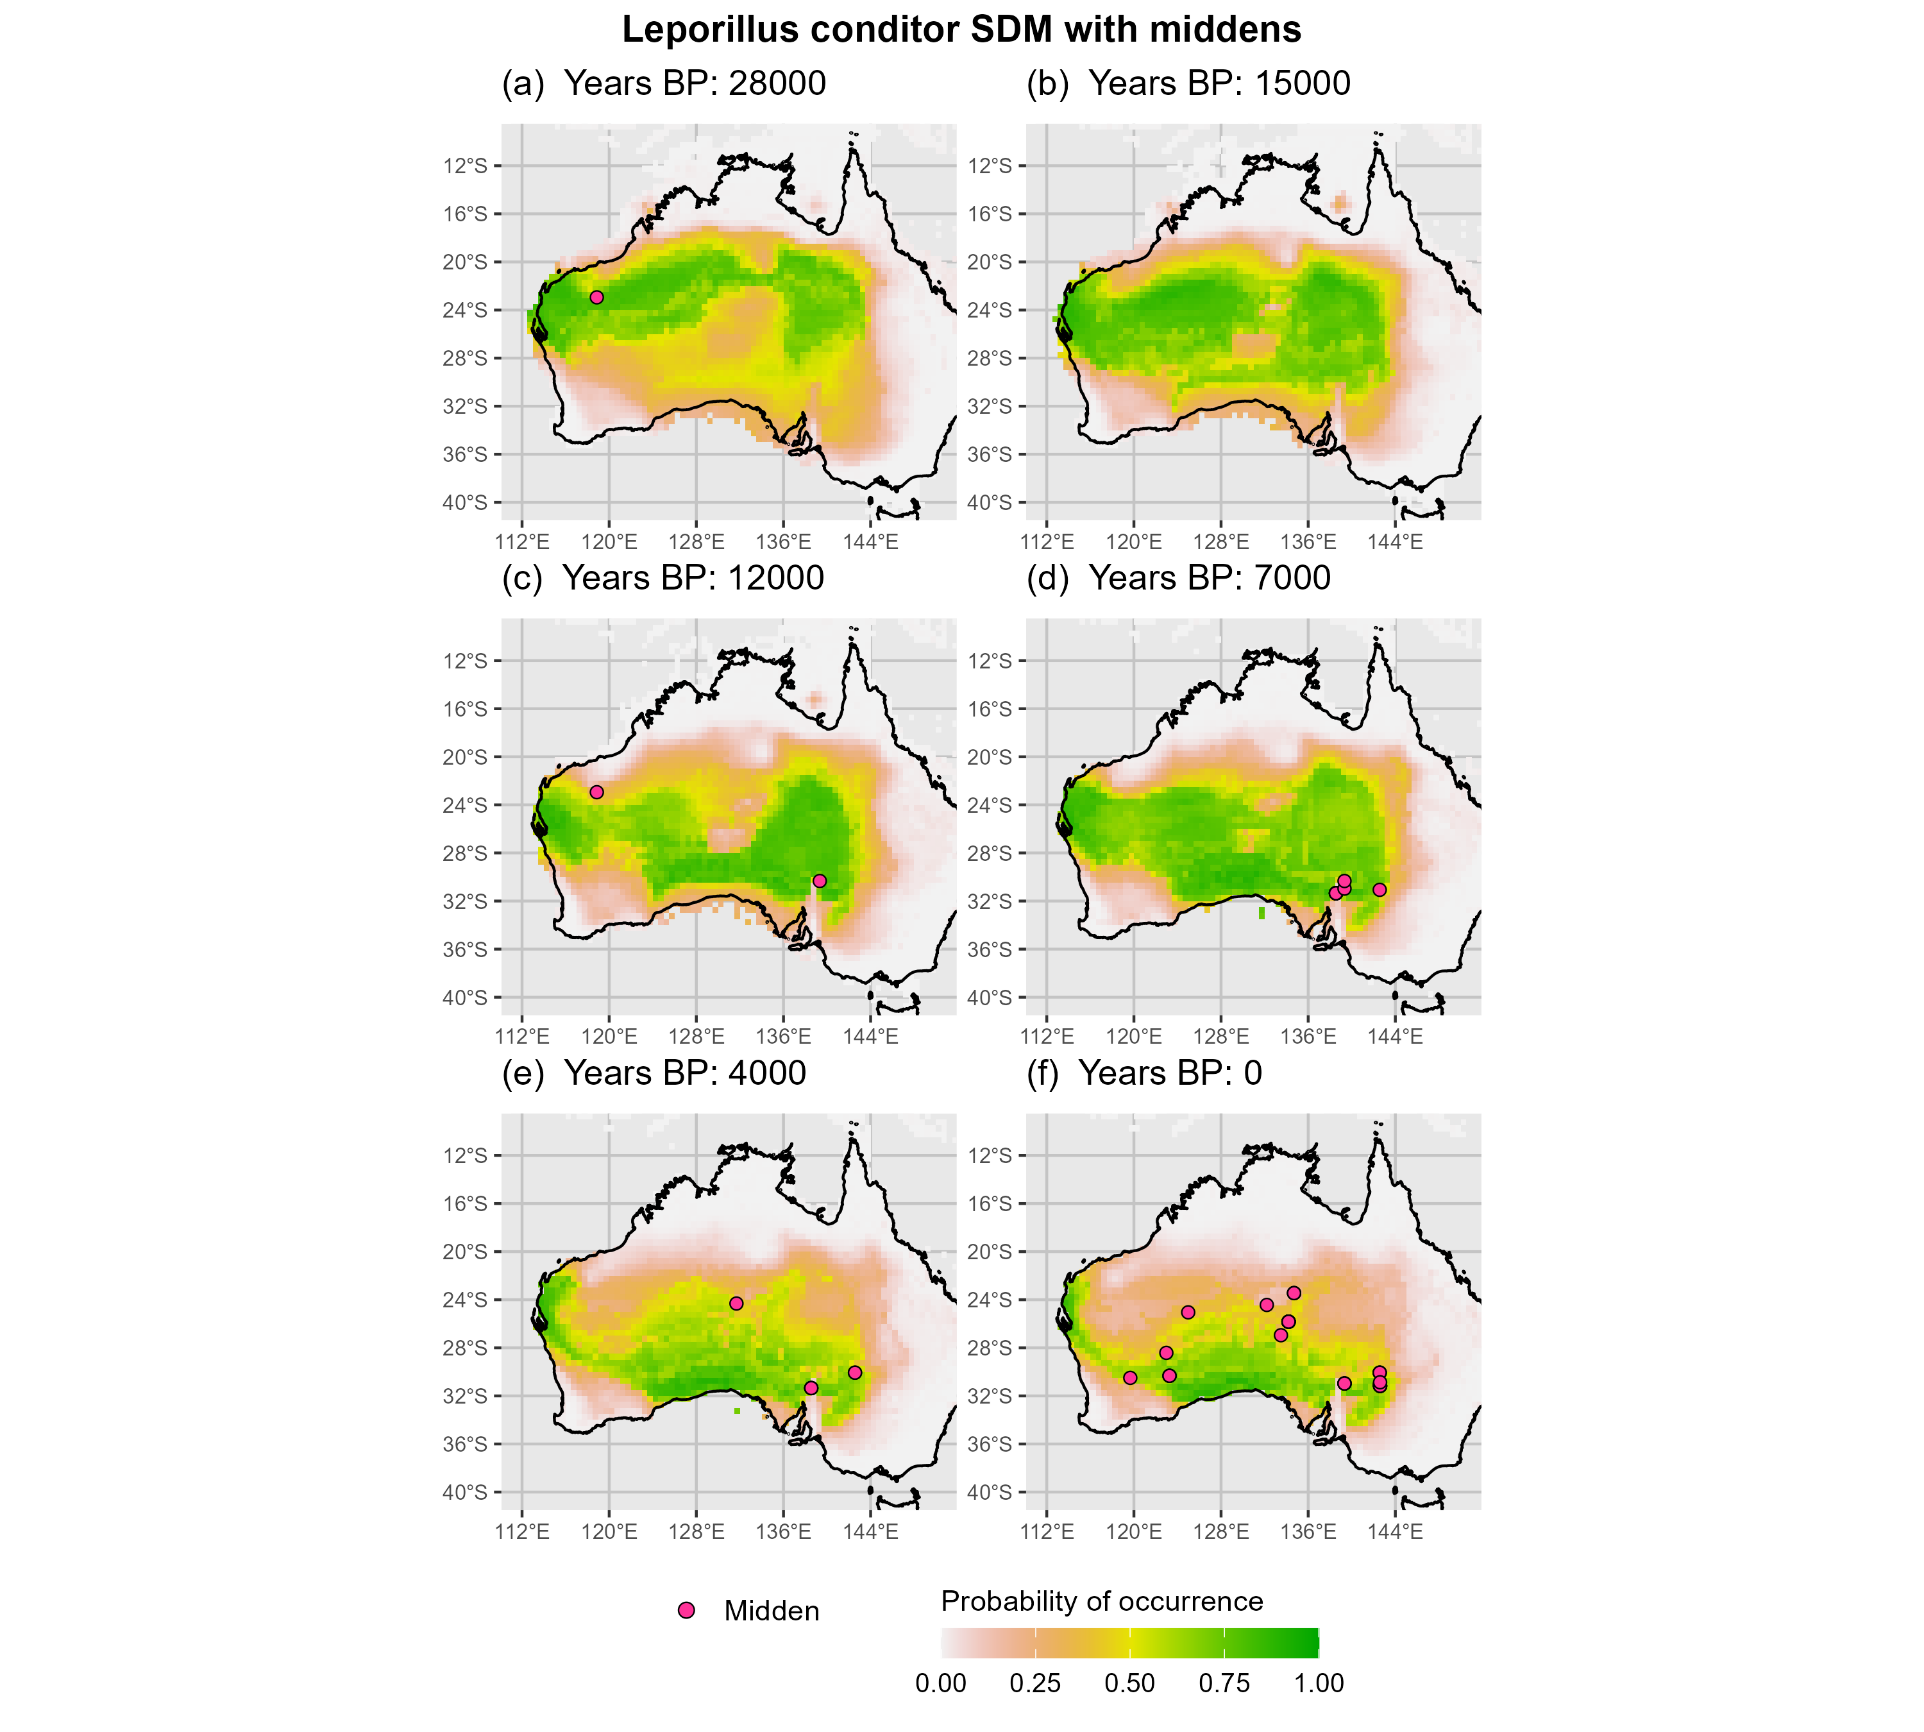 Leporillus conditor SDM with middens
(a) Years BP: 28000
(b) Years BP: 15000
12°S
16°S
20°S
24°S
28°S
32°S
36°S
40°S
112°E 120°E 128°E 136°E 144°E
12°S
16°S
20°S
24°S
28°S
32°S
36°S
40°S
112°E 120°E 128°E 136°E 144°E
(c) Years BP: 12000
(d) Years BP: 7000
12°S
16°S
20°S
24°S
28°S
32°S
36°S
40°S
112°E 120°E 128°E 136°E 144°E
12°S
16°S
20°S
24°S
28°S
32°S
36°S
40°S
112°E 120°E 128°E 136°E 144°E
(e) Years BP: 4000
(f) Years BP: 0
12°S
16°S
20°S
24°S
28°S
32°S
36°S
40°S
112°E 120°E 128°E 136°E 144°E
12°S
16°S
20°S
24°S
28°S
32°S
36°S
40°S
112°E 120°E 128°E 136°E 144°E
Midden
Probability of occurrence
0.00 0.25 0.50 0.75 1.00